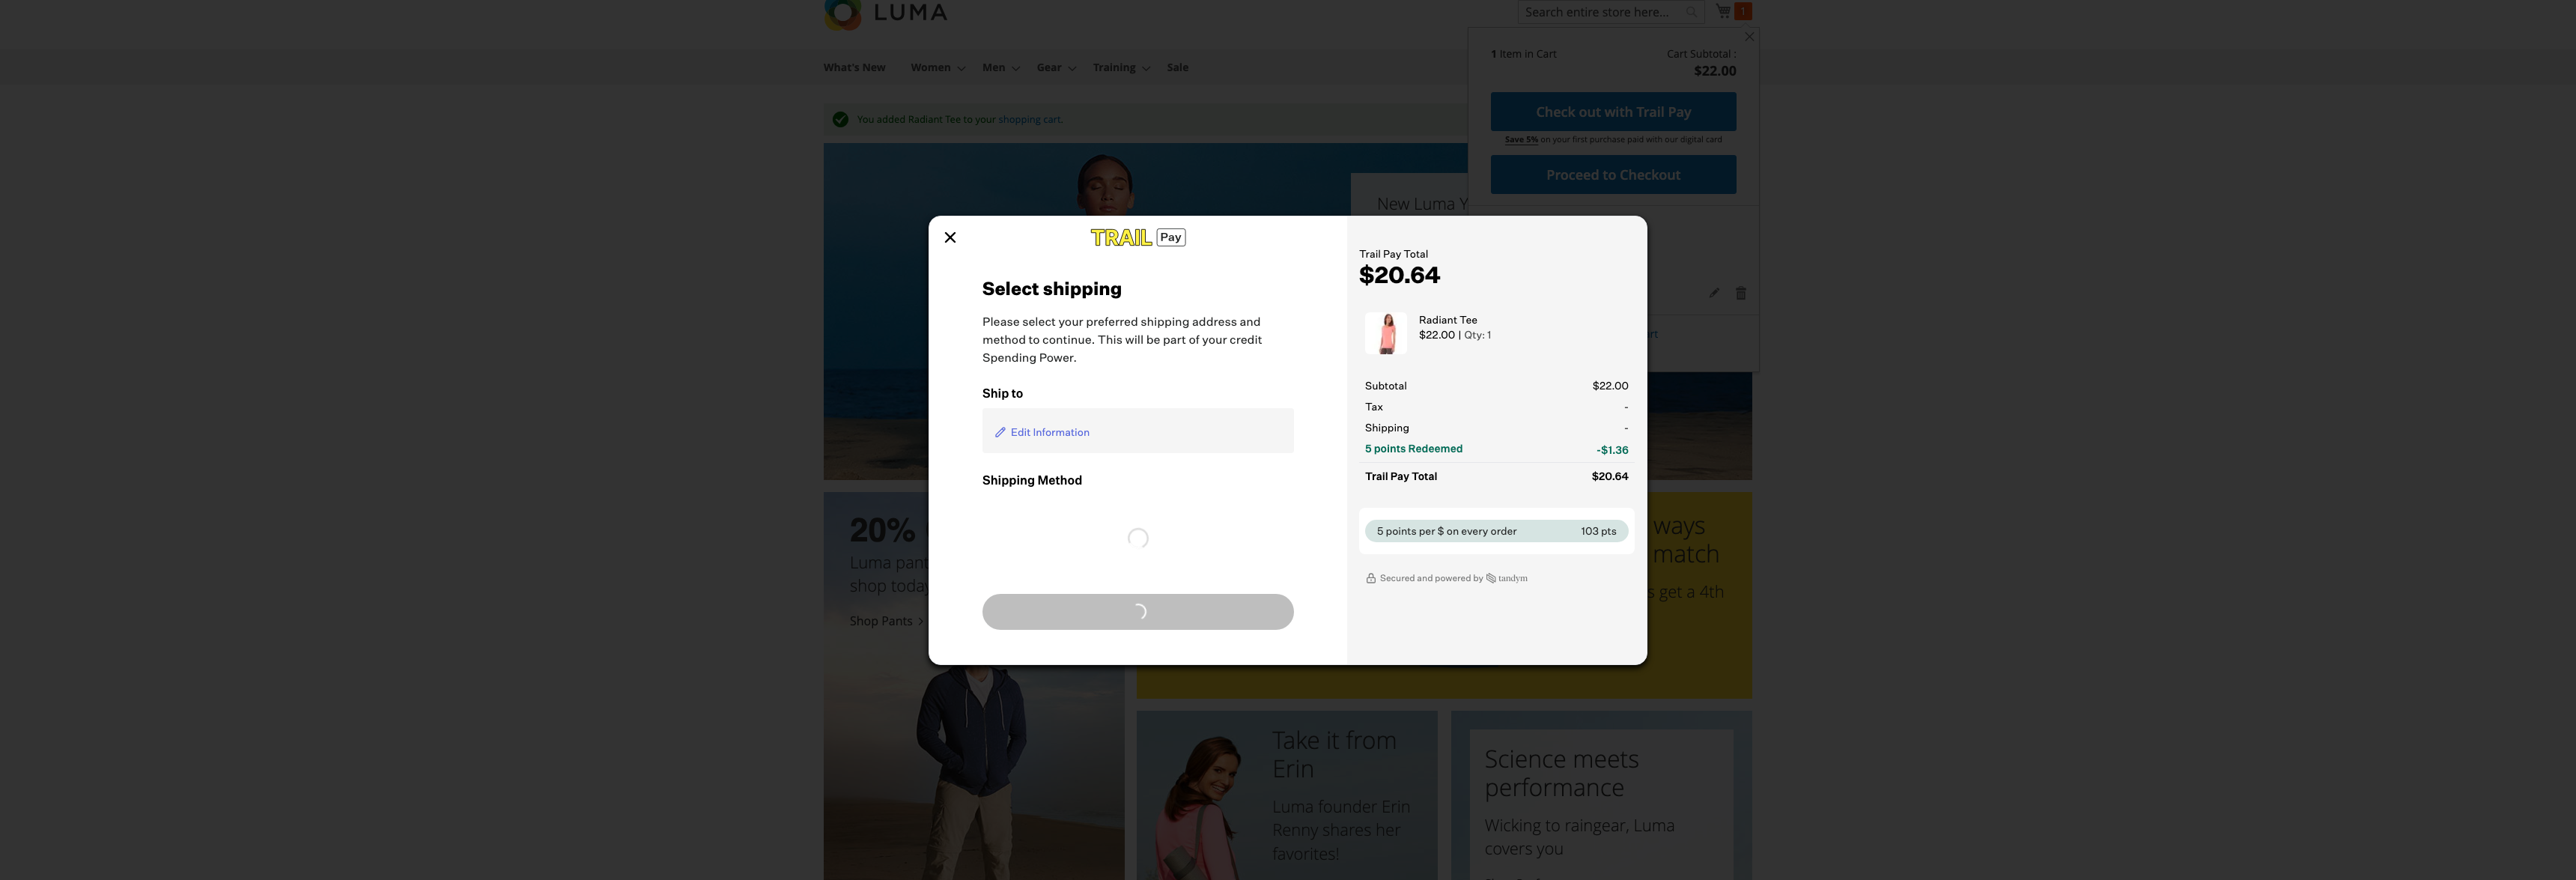 LUMA
Search entire store here...
1
What's New
Women
Men
Gear
Training
Sale
1 Item in Cart
Cart Subtotal :
$22.00
Check out with Trail Pay
Save 5% on your first purchase paid with our digital card
Proceed to Checkout
You added Radiant Tee to your shopping cart.
New Luma Y
TRAIL Pay
Select shipping
Please select your preferred shipping address and
method to continue. This will be part of your credit
Spending Power.
Ship to
Edit Information
Shipping Method
Trail Pay Total
$20.64
Radiant Tee
$22.00 | Qty: 1
Subtotal
$22.00
Tax
-
Shipping
-
5 points Redeemed
-$1.36
Trail Pay Total
$20.64
5 points per $ on every order
103 pts
Secured and powered by tandym
20%
Luma pant
shop today
Shop Pants
ways
match
s get a 4th
Take it from
Erin
Luma founder Erin
Renny shares her
favorites!
Science meets
performance
Wicking to raingear, Luma
covers you